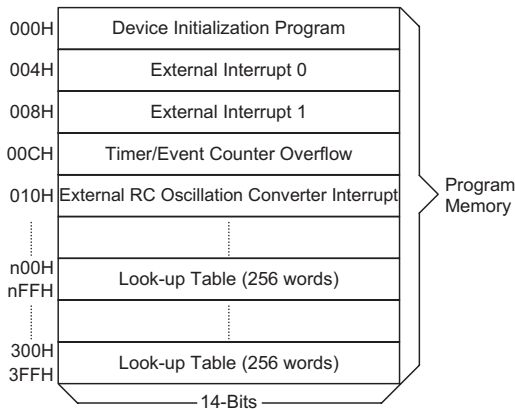 000H Device Initialization Program
004H External Interrupt 0
008H External Interrupt 1
00CH Timer/Event Counter Overflow
010H External RC Oscillation Converter Interrupt
Program
Memory
n00H
nFFH
Look-up Table (256 words)
300H
3FFH
Look-up Table (256 words)
14-Bits